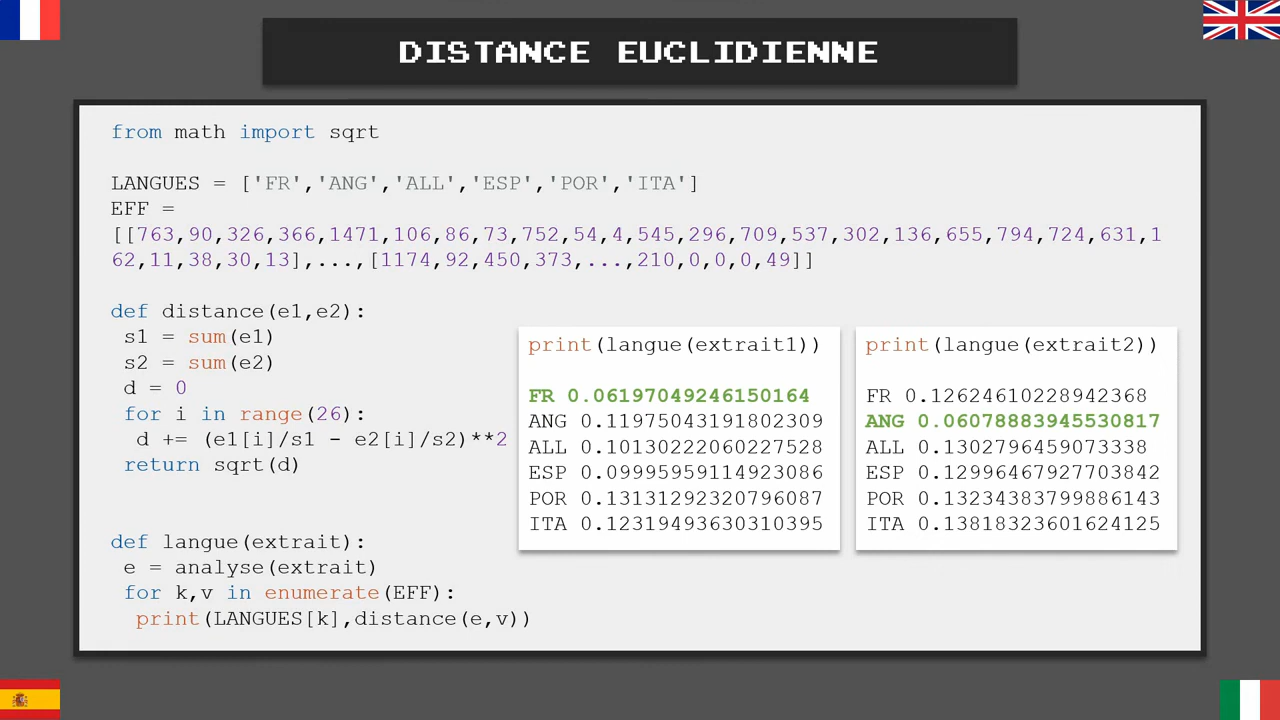 DISTANCE EUCLIDIENNE
from math import sqrt
LANGUES = ['FR','ANG','ALL','ESP','POR','ITA']
EFF =
[[763,90,326,366,1471,106,86,73,752,54,4,545,296,709,537,302,136,655,794,724,631,1
62,11,38,30,13],...,[1174,92,450,373,...,210,0,0,0,49]]
def distance(e1,e2):
s1 = sum(e1)
s2 = sum(e2)
d = 0
for i in range(26):
d += (e1[i]/s1 - e2[i]/s2)**2
return sqrt(d)
def langue(extrait):
e = analyse(extrait)
for k,v in enumerate(EFF):
print(LANGUES[k],distance(e,v))
print(langue(extrait1))
FR 0.06197049246150164
ANG 0.11975043191802309
ALL 0.10130222060227528
ESP 0.09995959114923086
POR 0.13131292320796087
ITA 0.12319493630310395
print(langue(extrait2))
FR 0.12624610228942368
ANG 0.06078883945530817
ALL 0.1302796459073338
ESP 0.12996467927703842
POR 0.13234383799886143
ITA 0.13818323601624125